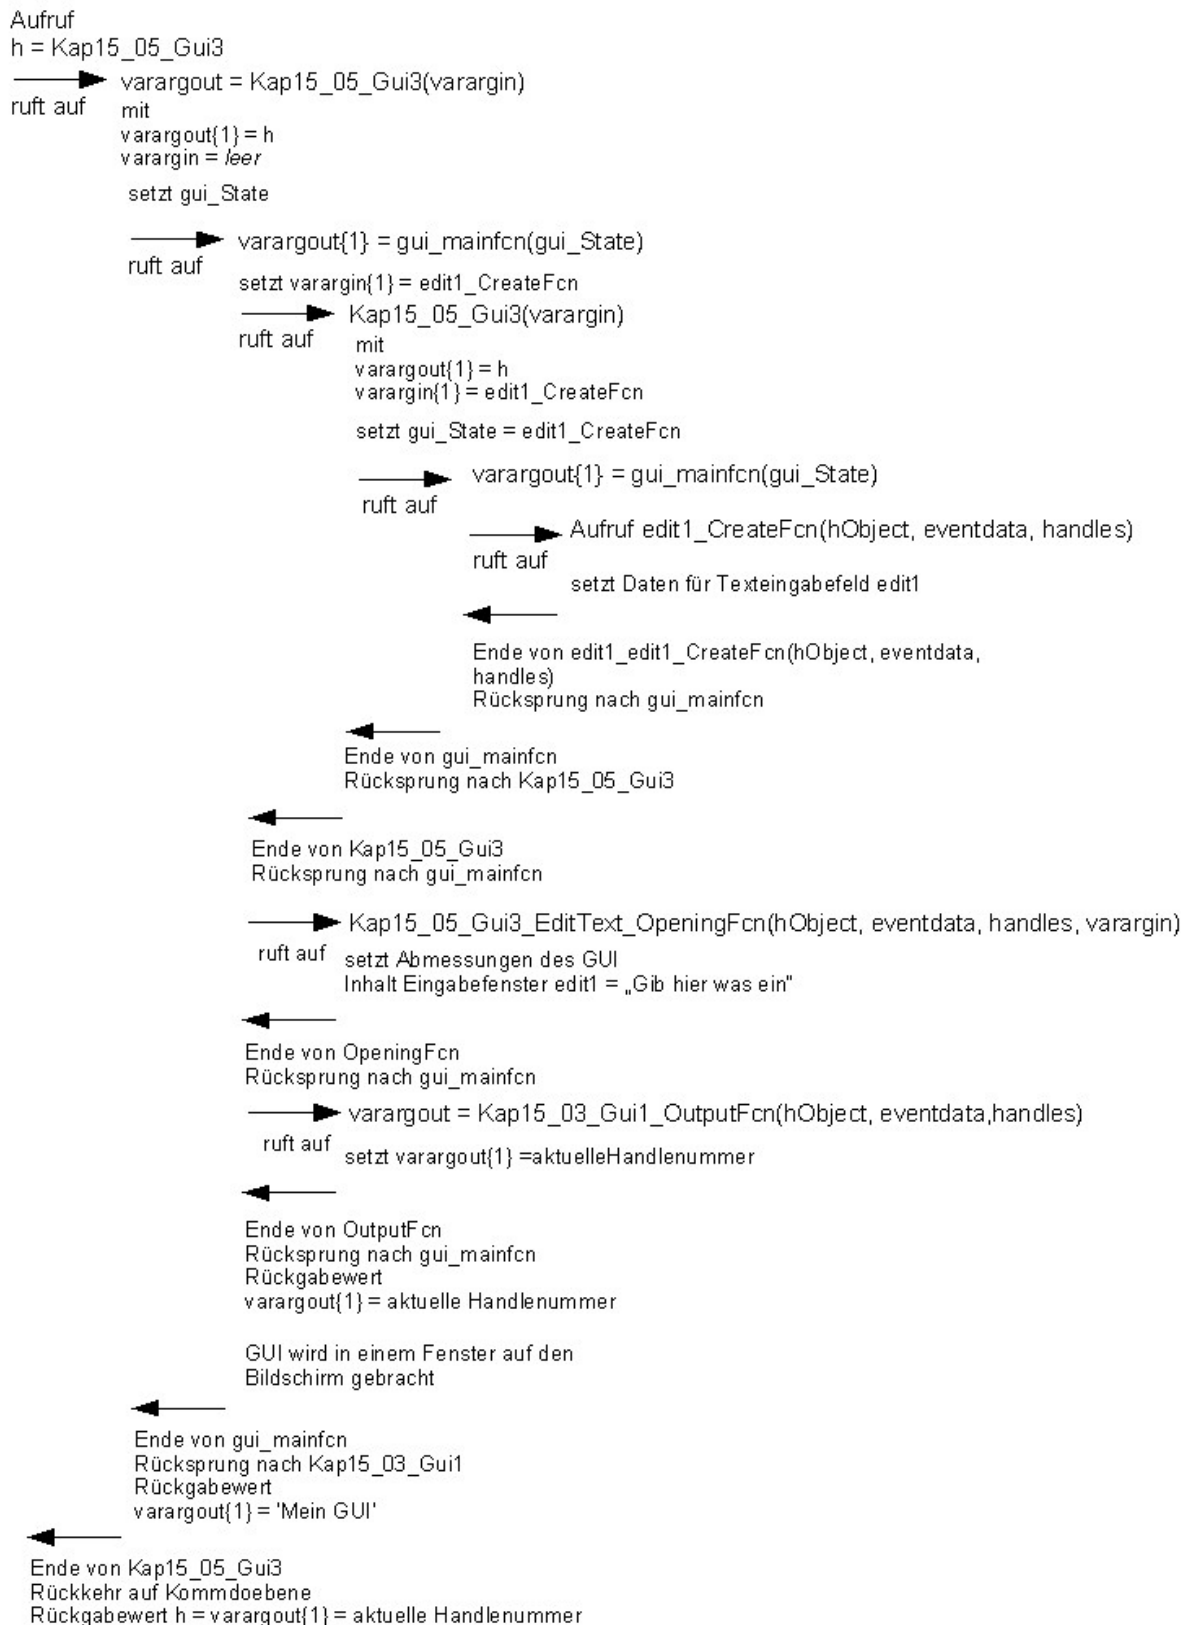 Aufruf
h = Kap15_05_Gui3
varargout = Kap15_05_Gui3(varargin)
ruft auf
mit
varargout{1} = h
varargin = leer
setzt gui_State
varargout{1} = gui_mainfcn(gui_State)
ruft auf
setzt varargin{1} = edit1_CreateFcn
Kap15_05_Gui3(varargin)
ruft auf
mit
varargout{1} = h
varargin{1} = edit1_CreateFcn
setzt gui_State = edit1_CreateFcn
varargout{1} = gui_mainfcn(gui_State)
ruft auf
Aufruf edit1_CreateFcn(hObject, eventdata, handles)
ruft auf
setzt Daten für Texteingabefeld edit1
Ende von edit1_edit1_CreateFcn(hObject, eventdata,
handles)
Rücksprung nach gui_mainfcn
Ende von gui_mainfcn
Rücksprung nach Kap15_05_Gui3
Ende von Kap15_05_Gui3
Rücksprung nach gui_mainfcn
Kap15_05_Gui3_EditText_OpeningFcn(hObject, eventdata, handles, varargin)
ruft auf
setzt Abmessungen des GUI
Inhalt Eingabefenster edit1 = „Gib hier was ein"
Ende von OpeningFcn
Rücksprung nach gui_mainfcn
varargout = Kap15_03_Gui1_OutputFcn(hObject, eventdata,handles)
ruft auf
setzt varargout{1} =aktuelleHandlenummer
Ende von OutputFcn
Rücksprung nach gui_mainfcn
Rückgabewert
varargout{1} = aktuelle Handlenummer
GUI wird in einem Fenster auf den
Bildschirm gebracht
Ende von gui_mainfcn
Rücksprung nach Kap15_03_Gui1
Rückgabewert
varargout{1} = 'Mein GUI'
Ende von Kap15_05_Gui3
Rückkehr auf Kommdoebene
Rückgabewert h = varargout{1} = aktuelle Handlenummer